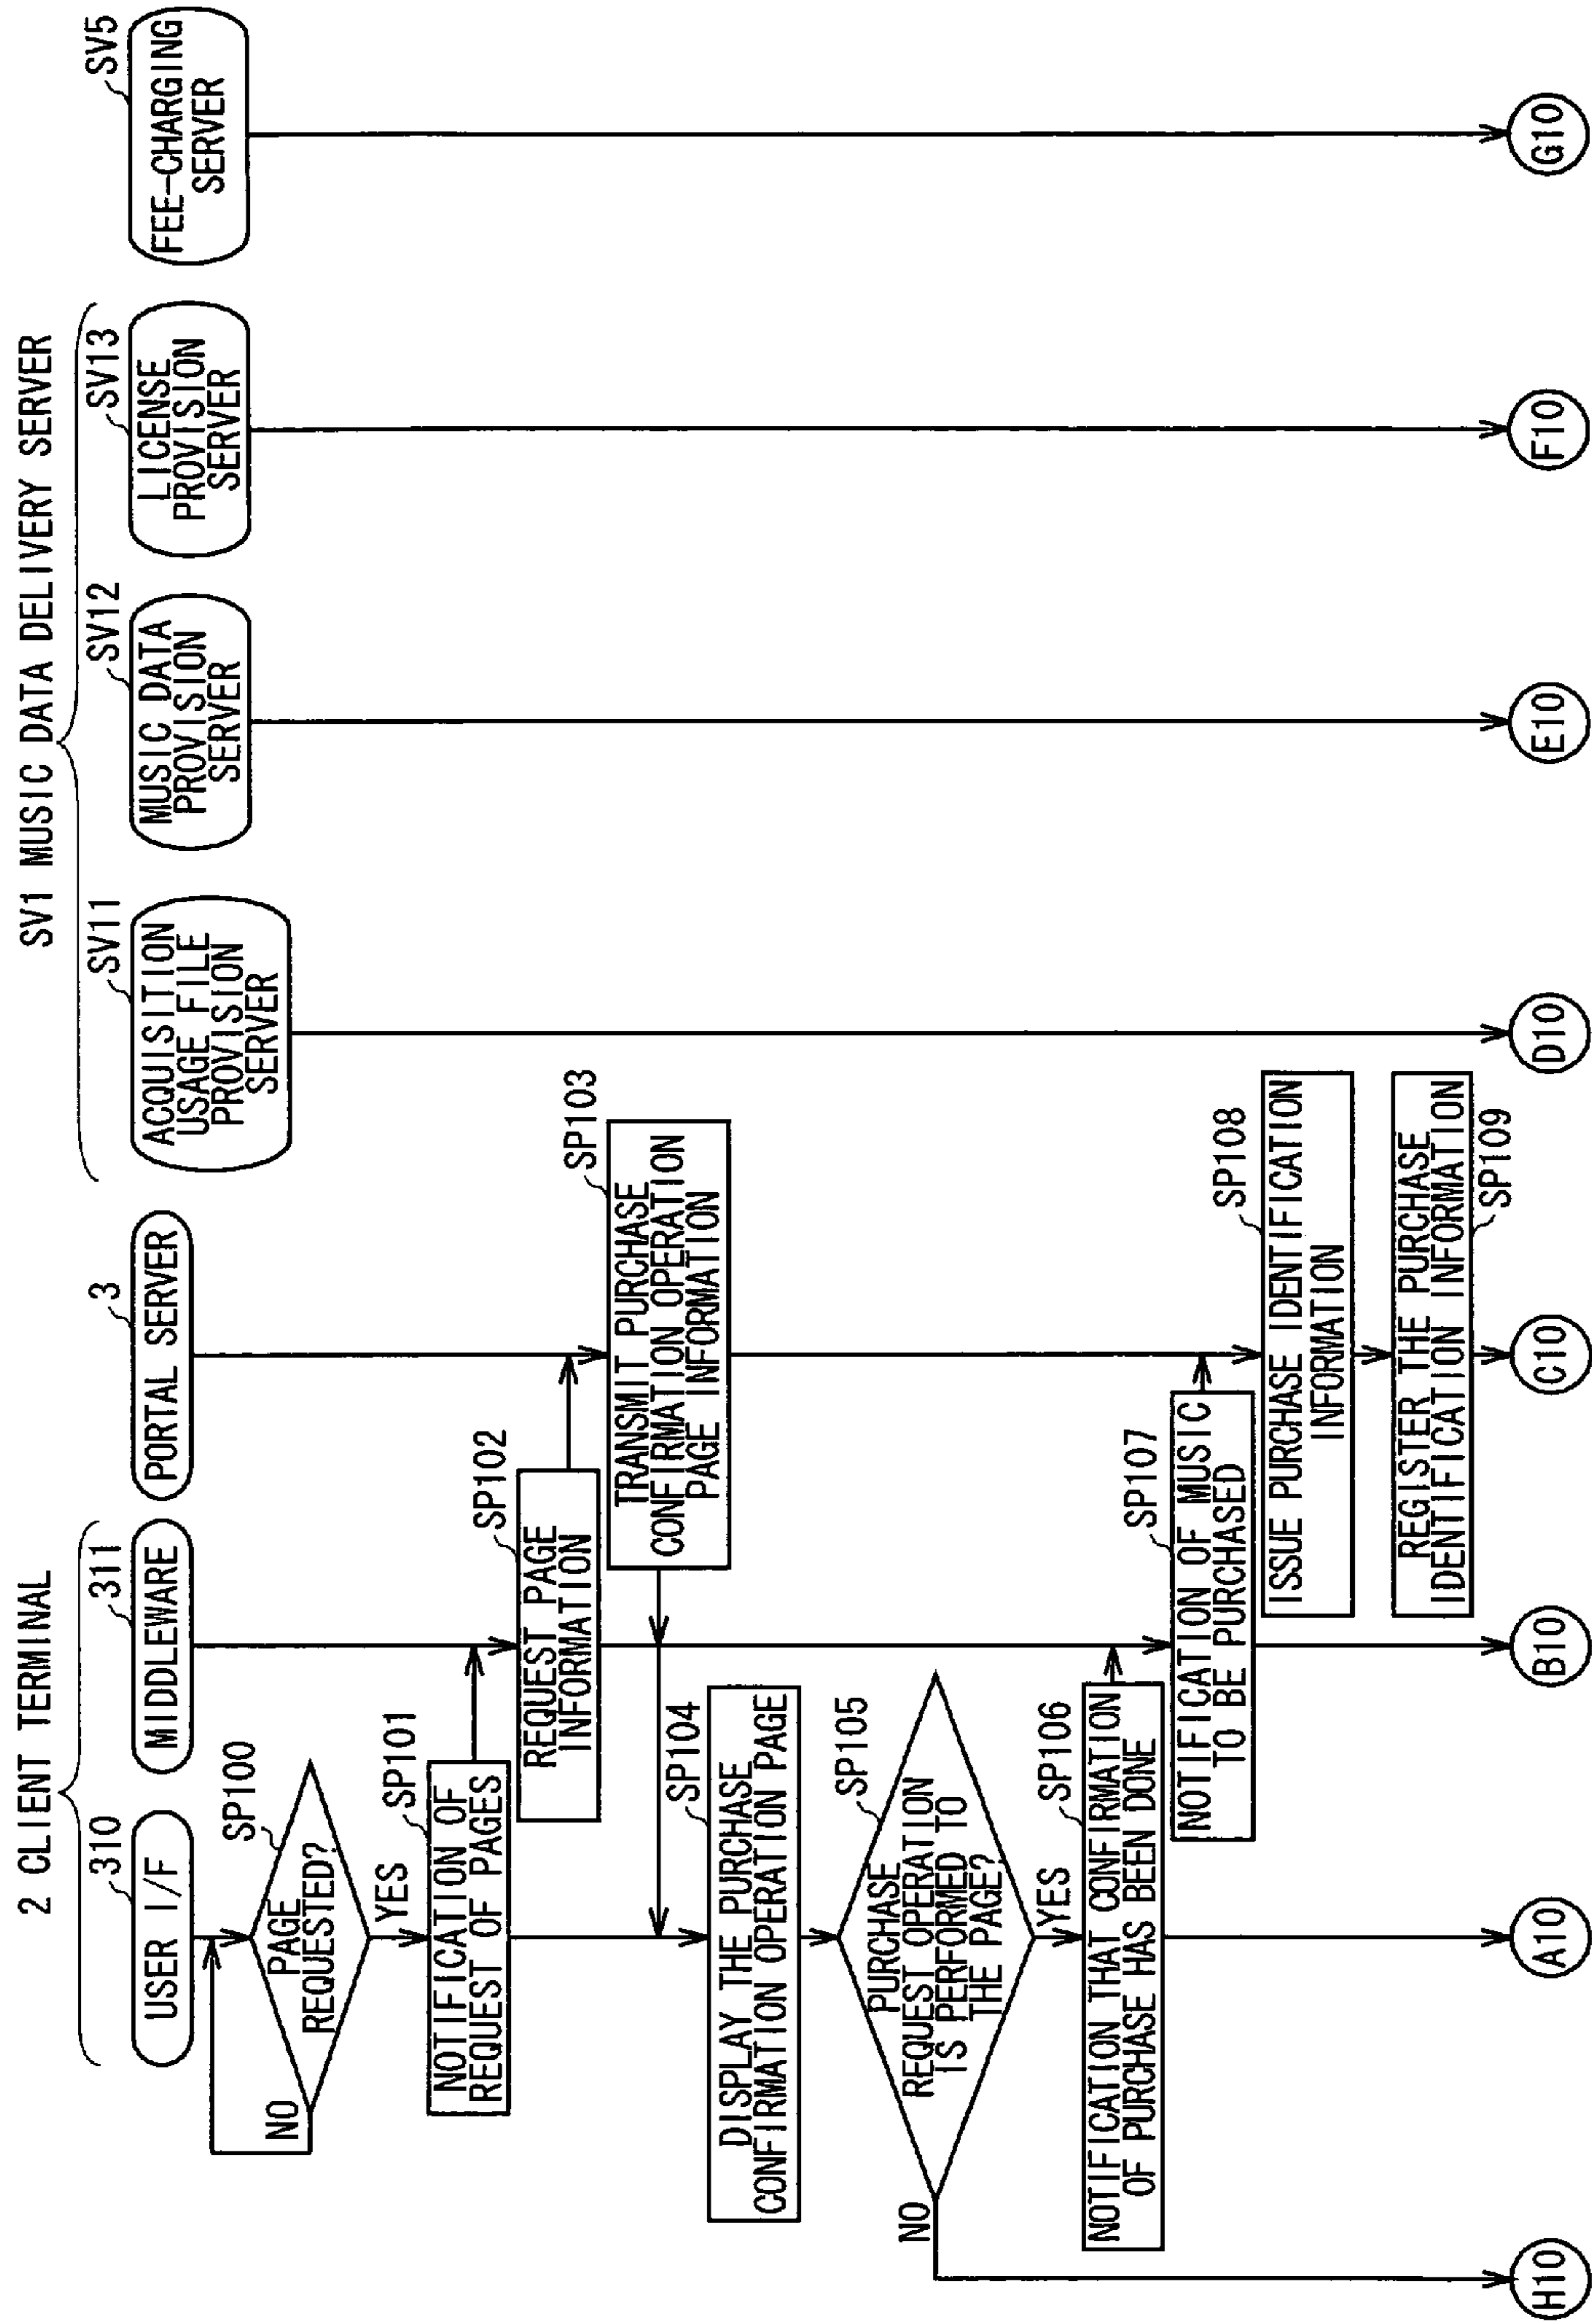 2 CLIENT TERMINAL
SV1 MUSIC DATA DELIVERY SERVER
310
USER I/F
311
MIDDLEWARE
3
PORTAL SERVER
SV11
ACQUISITION
USAGE FILE
PROVISION
SERVER
SV12
MUSIC DATA
PROVISION
SERVER
SV13
LICENSE
PROVISION
SERVER
SV5
FEE-CHARGING
SERVER
SP100
PAGE
REQUESTED?
NO
YES
SP101
NOTIFICATION OF
REQUEST OF PAGES
SP102
REQUEST PAGE
INFORMATION
SP103
TRANSMIT PURCHASE
CONFIRMATION OPERATION
PAGE INFORMATION
SP104
DISPLAY THE PURCHASE
CONFIRMATION OPERATION PAGE
SP105
PURCHASE
REQUEST OPERATION
IS PERFORMED TO
THE PAGE?
NO
YES
SP106
NOTIFICATION THAT CONFIRMATION
OF PURCHASE HAS BEEN DONE
SP107
NOTIFICATION OF MUSIC
TO BE PURCHASED
SP108
ISSUE PURCHASE IDENTIFICATION
INFORMATION
REGISTER THE PURCHASE
IDENTIFICATION INFORMATION
SP109
H10
A10
B10
C10
D10
E10
F10
G10